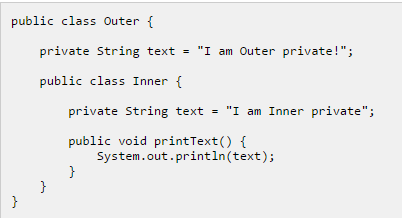 public class Outer {
private String text = "I am Outer private!";
public class Inner {
private String text = "I am Inner private";
public void printText() {
System.out.println(text);
}
}
}